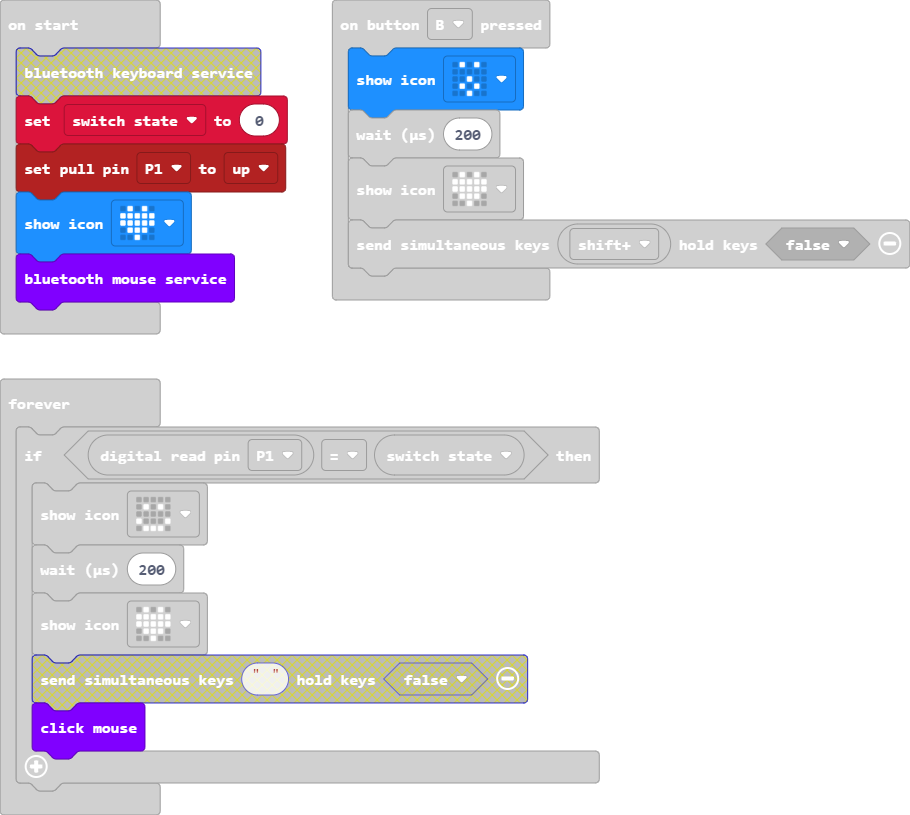 on start
bluetooth keyboard service
set switch state to 0
set pull pin P1 to up
show icon
bluetooth mouse service
on button B pressed
show icon
wait (µs) 200
show icon
send simultaneous keys shift+ hold keys false
forever
if digital read pin P1 = switch state then
show icon
wait (µs) 200
show icon
send simultaneous keys " " hold keys false
click mouse